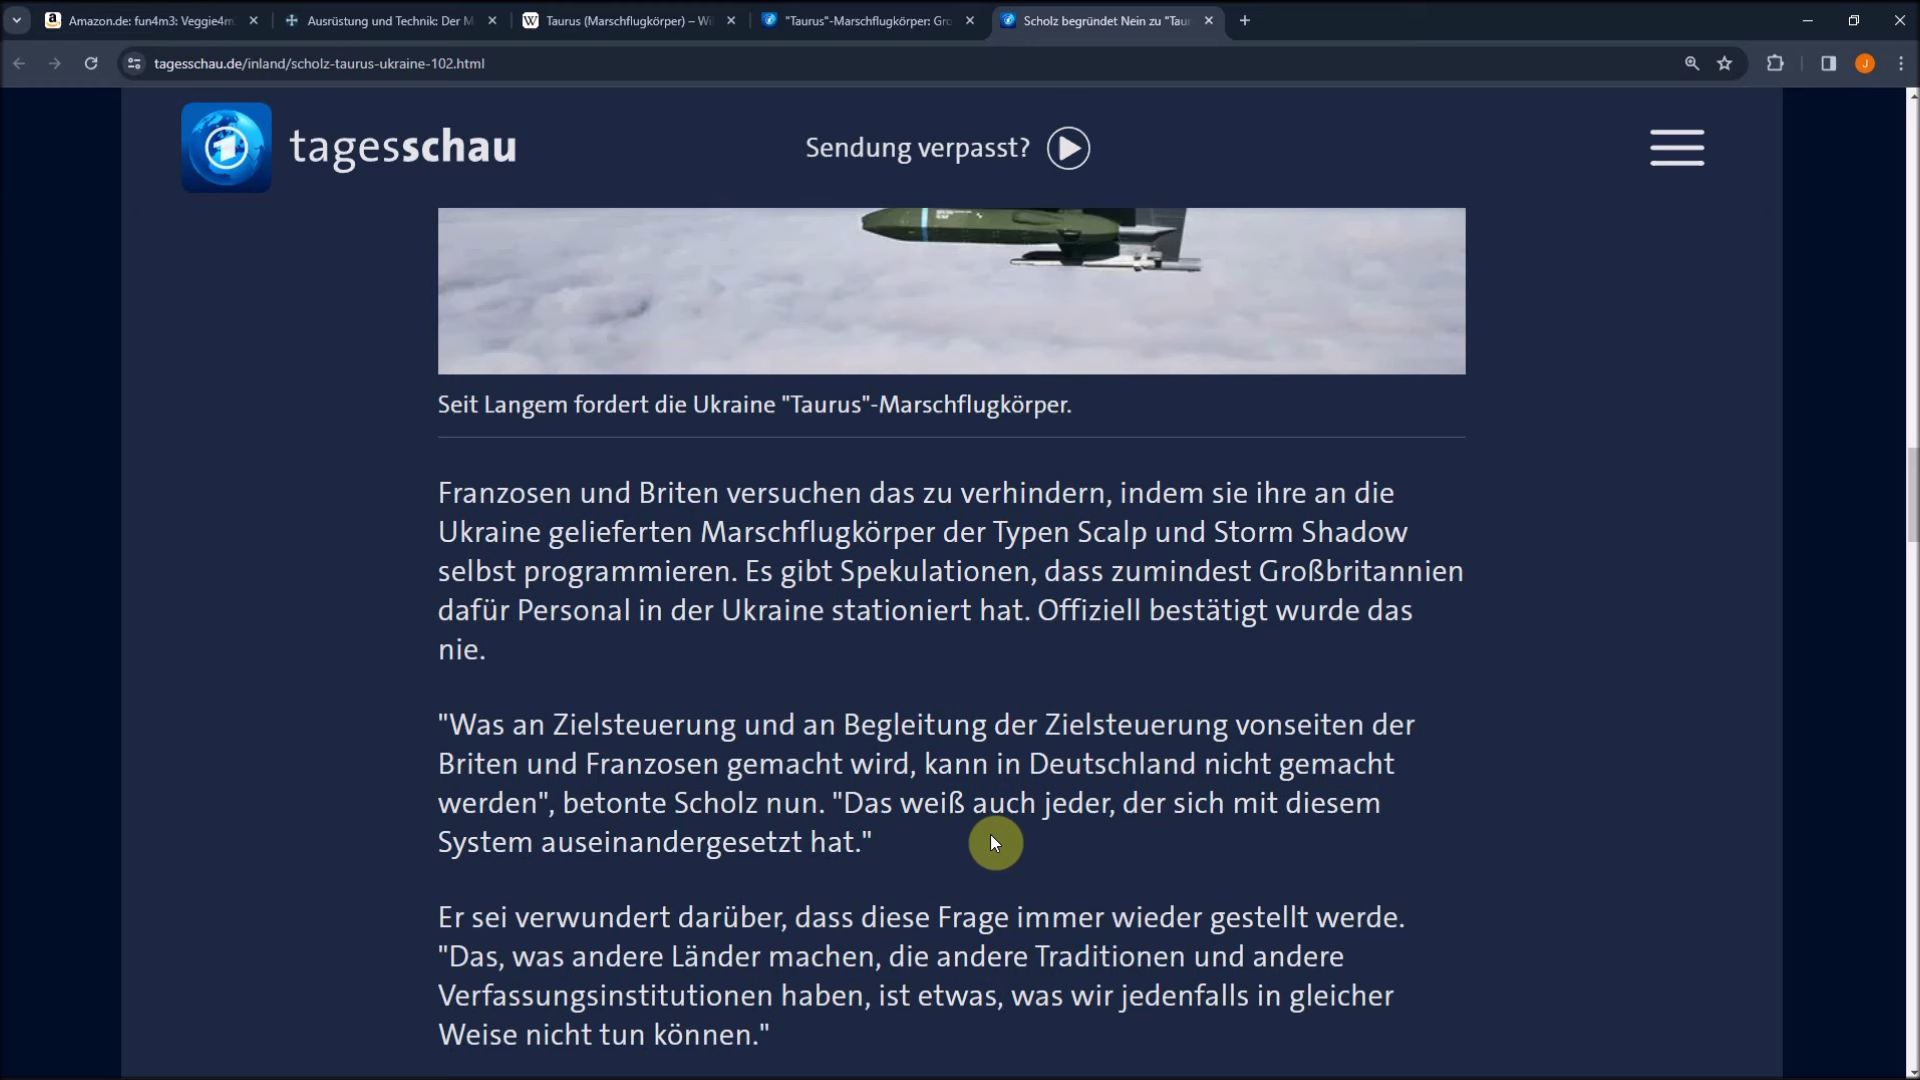 Amazon.de: fun4m3: Veggie4m
Ausrüstung und Technik: Der M
Taurus (Marschflugkörper) – Wi
"Taurus"-Marschflugkörper: Gro
Scholz begründet Nein zu "Taur
tagesschau.de/inland/scholz-taurus-ukraine-102.html
J
tagesschau
Sendung verpasst?
Seit Langem fordert die Ukraine "Taurus"-Marschflugkörper.
Franzosen und Briten versuchen das zu verhindern, indem sie ihre an die
Ukraine gelieferten Marschflugkörper der Typen Scalp und Storm Shadow
selbst programmieren. Es gibt Spekulationen, dass zumindest Großbritannien
dafür Personal in der Ukraine stationiert hat. Offiziell bestätigt wurde das
nie.
"Was an Zielsteuerung und an Begleitung der Zielsteuerung vonseiten der
Briten und Franzosen gemacht wird, kann in Deutschland nicht gemacht
werden", betonte Scholz nun. "Das weiß auch jeder, der sich mit diesem
System auseinandergesetzt hat."
Er sei verwundert darüber, dass diese Frage immer wieder gestellt werde.
"Das, was andere Länder machen, die andere Traditionen und andere
Verfassungsinstitutionen haben, ist etwas, was wir jedenfalls in gleicher
Weise nicht tun können."